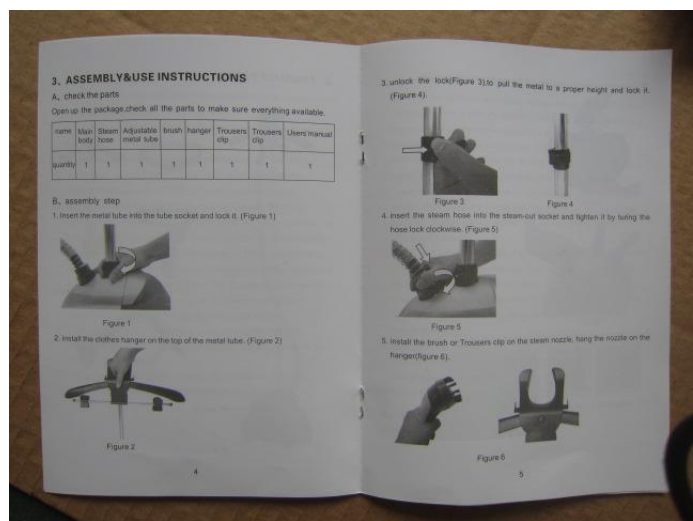 3. ASSEMBLY&USE INSTRUCTIONS
A、check the parts
Open up the package,check all the parts to make sure everything available.
name Main body Steam hose Adjustable metal tube brush hanger Trousers clip Trousers clip Users'manual
quantity 1 1 1 1 1 1 1 1
B、assembly step
1. Insert the metal tube into the tube socket and lock it. (Figure 1)
Figure 1
2. Install the clothes hanger on the top of the metal tube. (Figure 2)
Figure 2
4
3. unlock the lock(Figure 3),to pull the metal to a proper height and lock it.
(Figure 4).
Figure 3 Figure 4
4. insert the steam hose into the steam-out socket and tighten it by turing the
hose lock clockwise. (Figure 5)
Figure 5
5. install the brush or Trousers clip on the steam nozzle, hang the nozzle on the
hanger(figure 6).
Figure 6
5